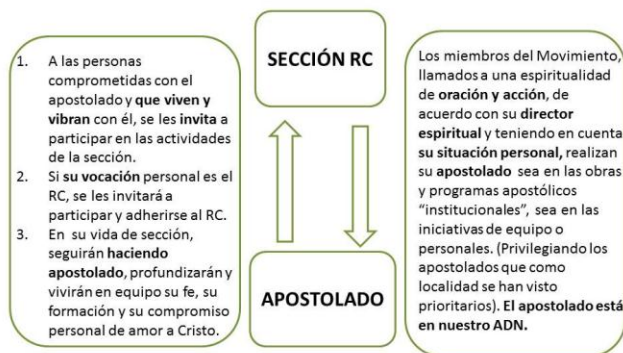 1. A las personas
comprometidas con el
apostolado y que viven y
vibran con él, se les invita a
participar en las actividades
de la sección.
2. Si su vocación personal es el
RC, se les invitará a
participar y adherirse al RC.
3. En su vida de sección,
seguirán haciendo
apostolado, profundizarán y
vivirán en equipo su fe, su
formación y su compromiso
personal de amor a Cristo.
SECCIÓN RC
APOSTOLADO
Los miembros del Movimiento,
llamados a una espiritualidad
de oración y acción, de
acuerdo con su director
espiritual y teniendo en cuenta
su situación personal, realizan
su apostolado sea en las obras
y programas apostólicos
“institucionales”, sea en las
iniciativas de equipo o
personales. (Privilegiando los
apostolados que como
localidad se han visto
prioritarios). El apostolado está
en nuestro ADN.